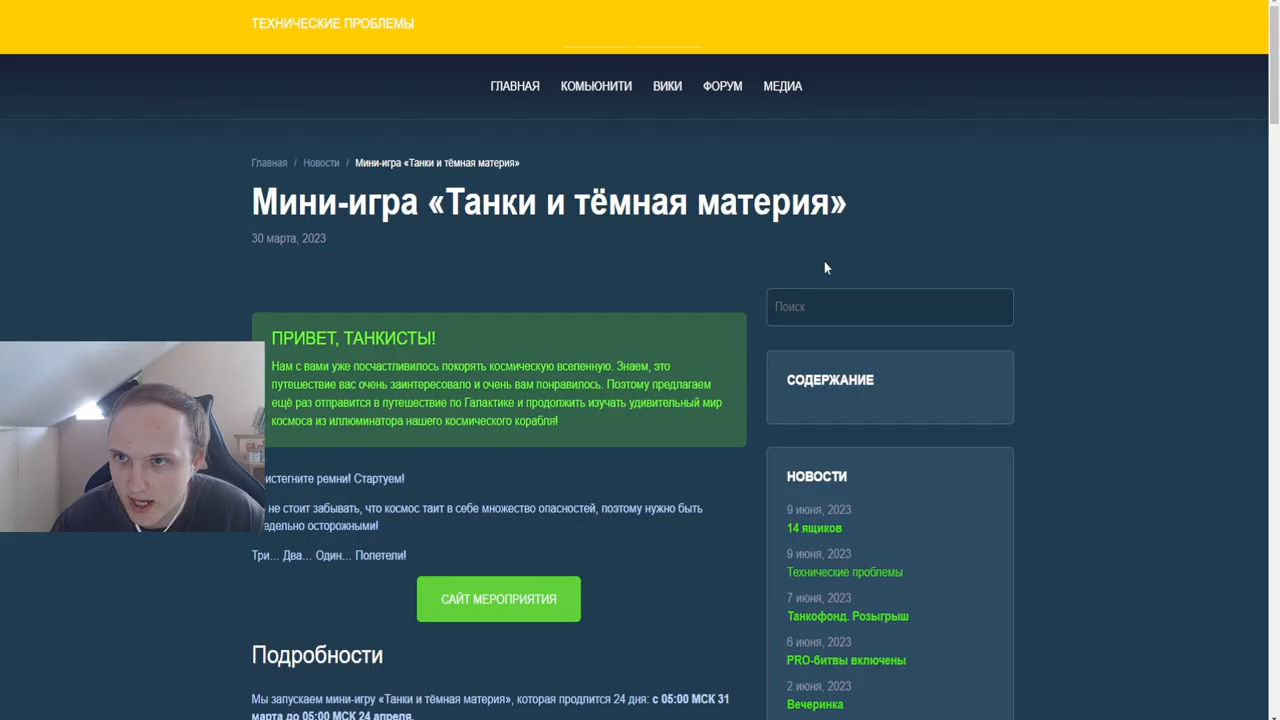 ТЕХНИЧЕСКИЕ ПРОБЛЕМЫ
ГЛАВНАЯ КОМЬЮНИТИ ВИКИ ФОРУМ МЕДИА
Главная / Новости / Мини-игра «Танки и тёмная материя»
Мини-игра «Танки и тёмная материя»
30 марта, 2023
ПРИВЕТ, ТАНКИСТЫ!
Нам с вами уже посчастливилось покорять космическую вселенную. Знаем, это
путешествие вас очень заинтересовало и очень вам понравилось. Поэтому предлагаем
ещё раз отправится в путешествие по Галактике и продолжить изучать удивительный мир
космоса из иллюминатора нашего космического корабля!
истегните ремни! Стартуем!
не стоит забывать, что космос таит в себе множество опасностей, поэтому нужно быть
едельно осторожными!
Три... Два... Один... Полетели!
САЙТ МЕРОПРИЯТИЯ
Подробности
Мы запускаем мини-игру «Танки и тёмная материя», которая продлится 24 дня: с 05:00 МСК 31
марта до 05:00 МСК 24 апреля.
Поиск
СОДЕРЖАНИЕ
НОВОСТИ
9 июня, 2023
14 ящиков
9 июня, 2023
Технические проблемы
7 июня, 2023
Танкофонд. Розыгрыш
6 июня, 2023
PRO-битвы включены
2 июня, 2023
Вечеринка